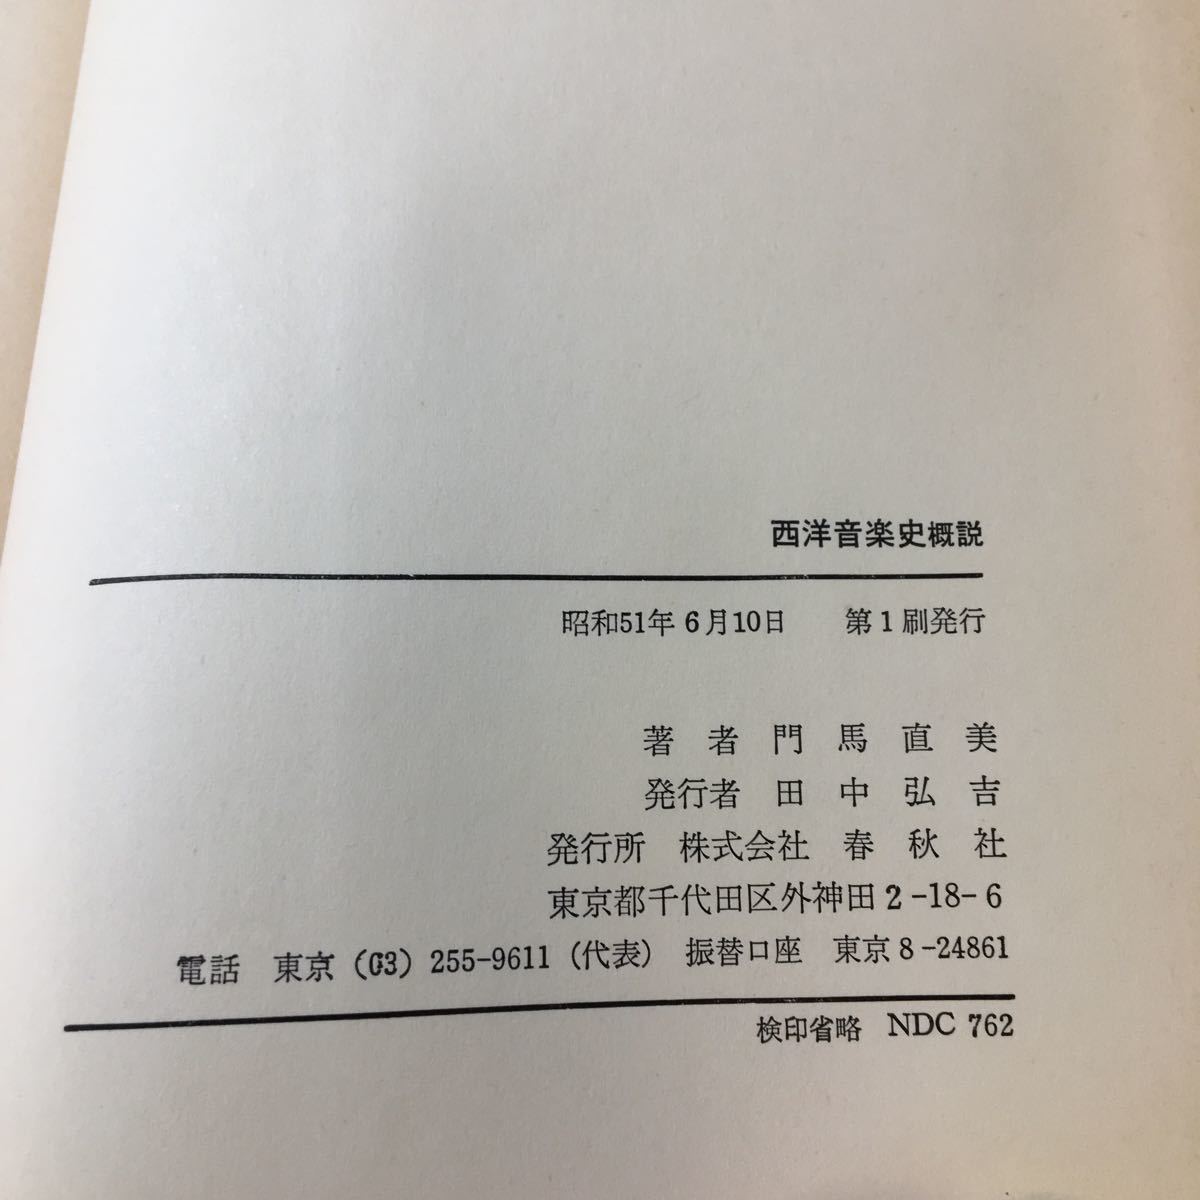 西洋音楽史概説
昭和51年6月10日　第1刷発行
著者 門馬直美
発行者 田中弘吉
発行所 株式会社 春秋社
東京都千代田区外神田2-18-6
電話 東京(03)255-9611(代表) 振替口座 東京8-24861
検印省略 NDC 762